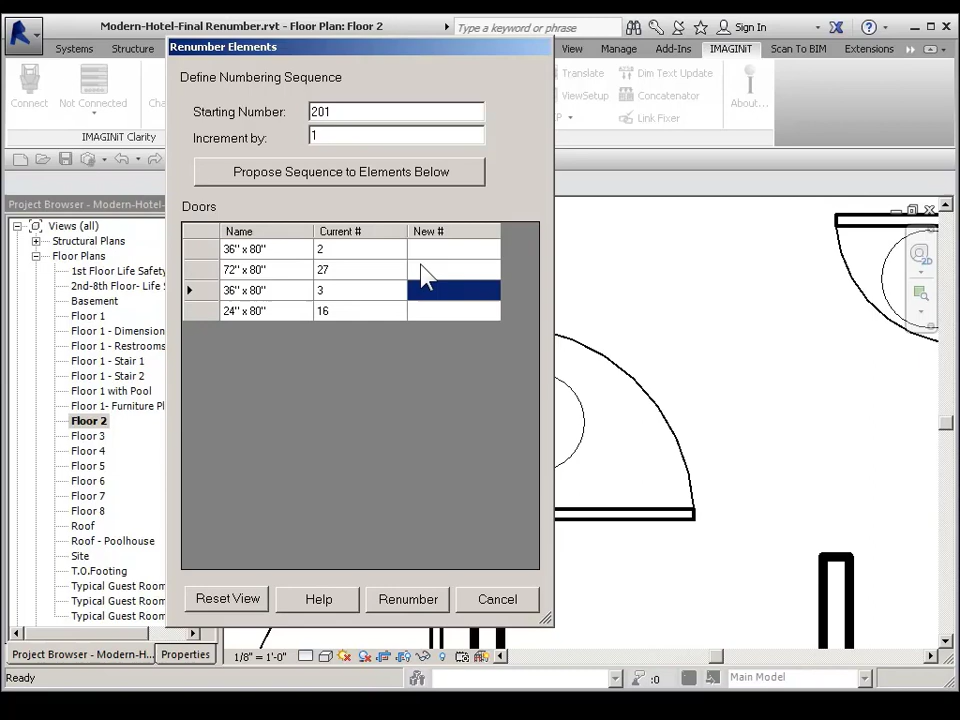 Modern-Hotel-Final Renumber.rvt - Floor Plan: Floor 2
Type a keyword or phrase
Sign In
Systems
Structure
View
Manage
Add-Ins
IMAGINiT
Scan To BIM
Extensions
Connect
Not Connected
IMAGINiT Clarity
Translate
ViewSetup
Dim Text Update
Concatenator
Link Fixer
About...
Project Browser - Modern-Hotel-
Views (all)
Structural Plans
Floor Plans
1st Floor Life Safety
2nd-8th Floor- Life
Basement
Floor 1
Floor 1 - Dimension
Floor 1 - Restrooms
Floor 1 - Stair 1
Floor 1 - Stair 2
Floor 1 with Pool
Floor 1- Furniture Pl
Floor 2
Floor 3
Floor 4
Floor 5
Floor 6
Floor 7
Floor 8
Roof
Roof - Poolhouse
Site
T.O.Footing
Typical Guest Room
Typical Guest Room
Typical Guest Room
Project Browser - Modern-H...
Properties
Renumber Elements
Define Numbering Sequence
Starting Number: 201
Increment by: 1
Propose Sequence to Elements Below
Doors
Name Current # New #
36" x 80" 2
72" x 80" 27
36" x 80" 3
24" x 80" 16
Reset View
Help
Renumber
Cancel
1/8" = 1'-0"
Ready
:0
Main Model